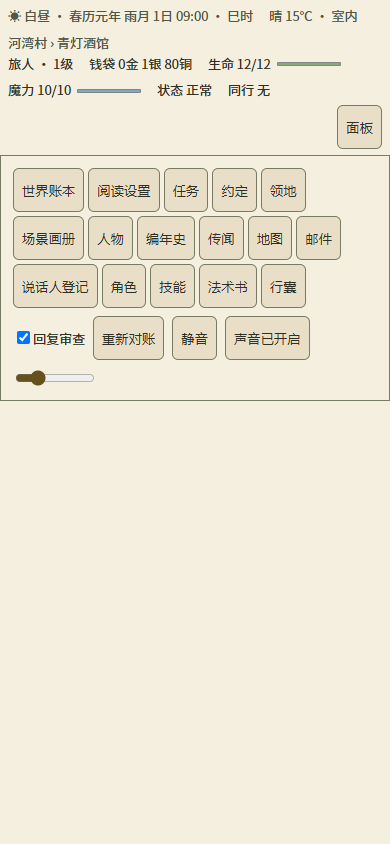 ☀ 白昼 · 春历元年 雨月 1日 09:00 · 巳时 晴 15°C · 室内
河湾村 › 青灯酒馆
旅人 · 1级 钱袋 0金 1银 80铜 生命 12/12
魔力 10/10 状态 正常 同行 无
面板
世界账本 阅读设置 任务 约定 领地
场景画册 人物 编年史 传闻 地图 邮件
说话人登记 角色 技能 法术书 行囊
回复审查 重新对账 静音 声音已开启